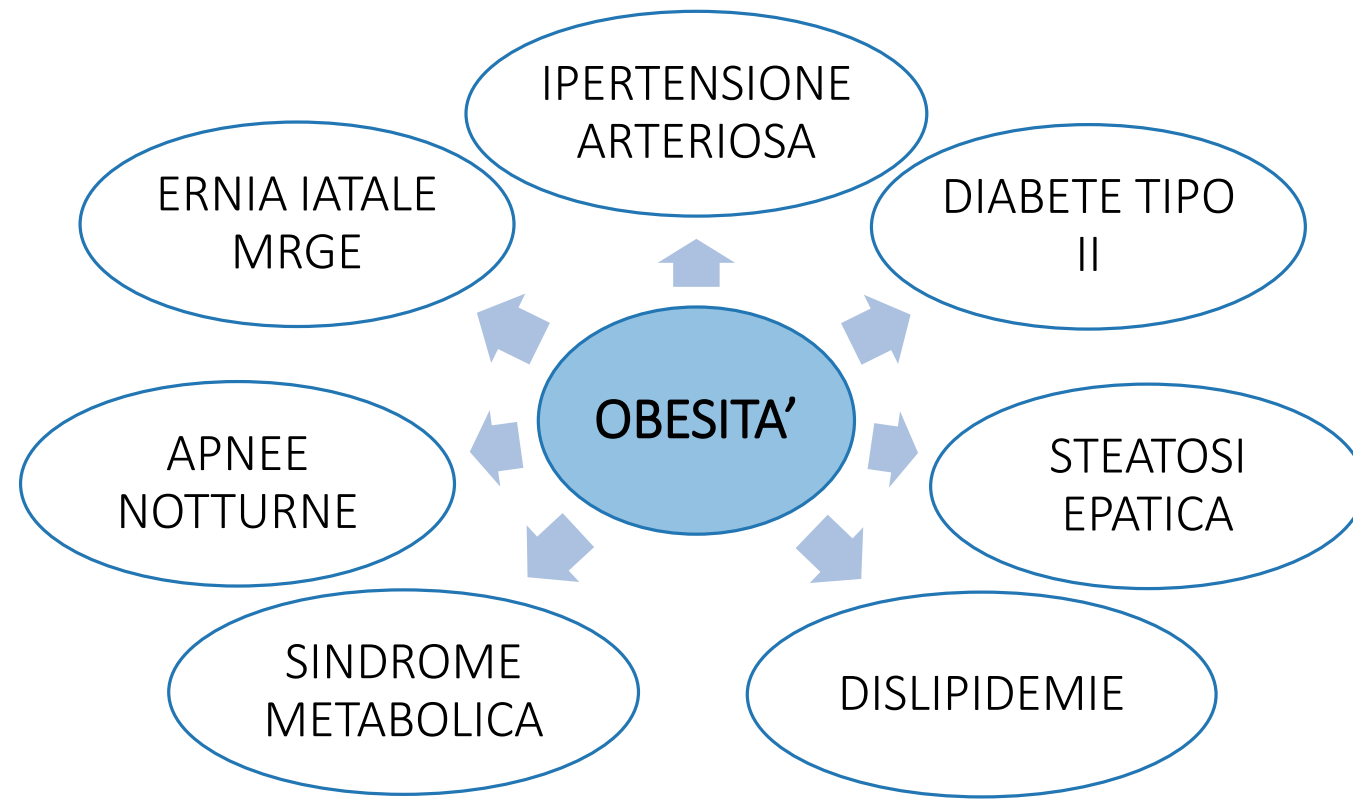 IPERTENSIONE
ARTERIOSA
ERNIA IATALE
MRGE
DIABETE TIPO
II
OBESITA’
APNEE
NOTTURNE
STEATOSI
EPATICA
SINDROME
METABOLICA
DISLIPIDEMIE